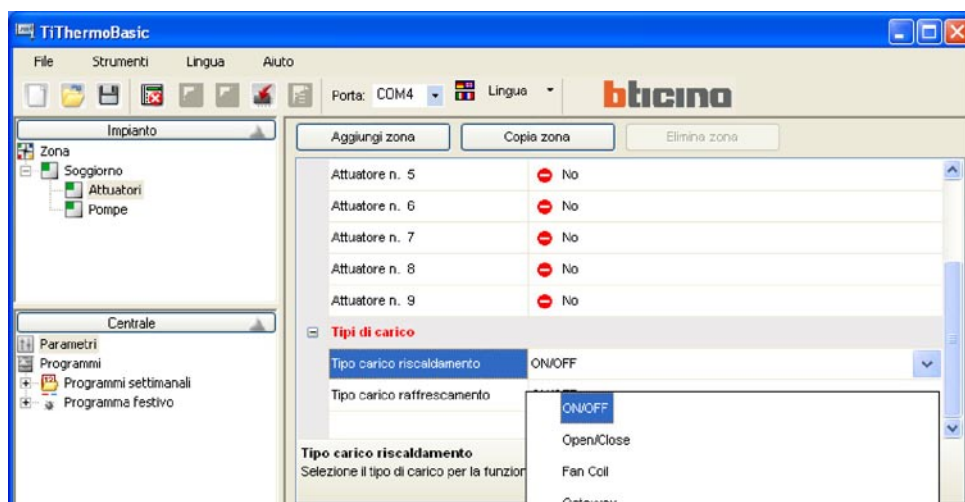 TiThermoBasic
File Strumenti Lingua Aiuto
Porta: COM4 Lingua bticino
Impianto
Zona
Soggiorno
Attuatori
Pompe
Centrale
Parametri
Programmi
Programmi settimanali
Programma festivo
Aggiungi zona Copia zona Elimina zona
Attuatore n. 5 No
Attuatore n. 6 No
Attuatore n. 7 No
Attuatore n. 8 No
Attuatore n. 9 No
Tipi di carico
Tipo carico riscaldamento ON/OFF
Tipo carico raffrescamento
ON/OFF
Open/Close
Fan Coil
Tipo carico riscaldamento
Selezione il tipo di carico per la funzion